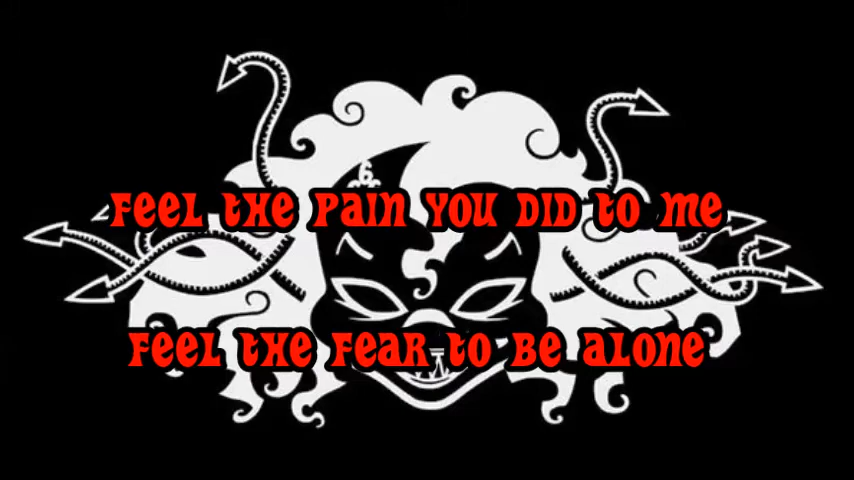 FEEL THE PAIN YOU DID TO ME
FEEL THE FEAR TO BE ALONE